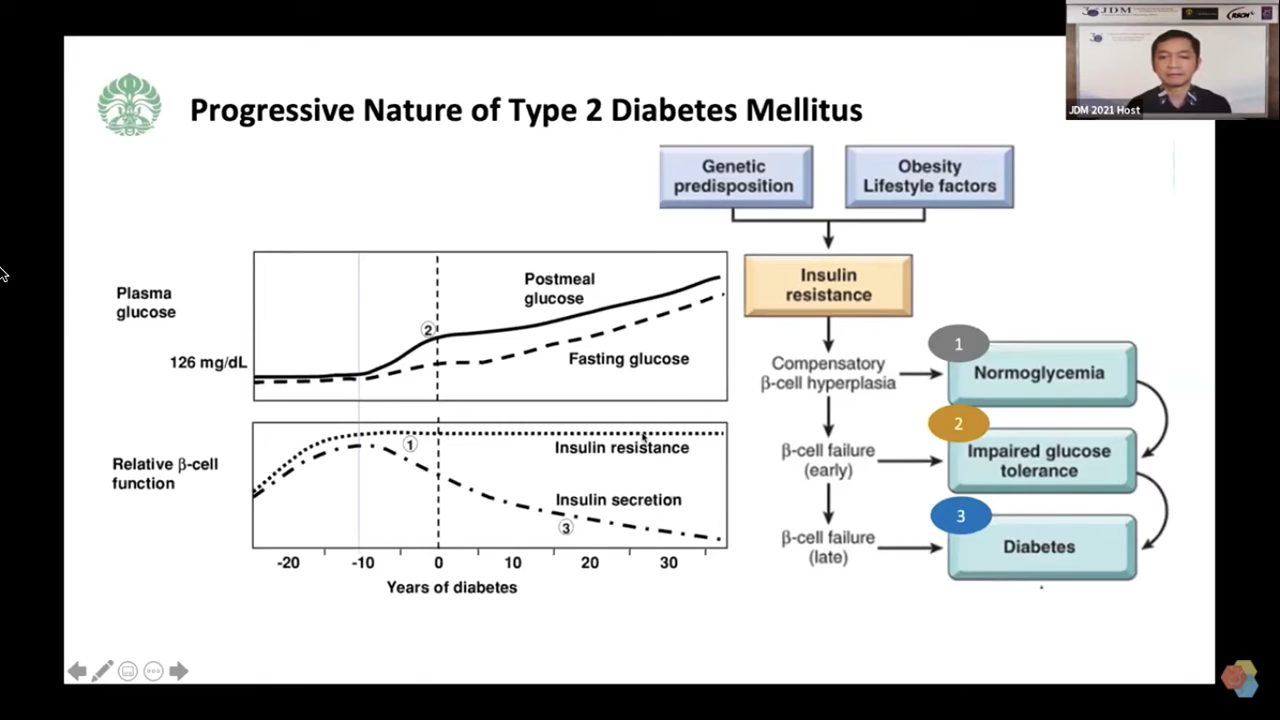 JDM
RSCM
JDM 2021 Host
Progressive Nature of Type 2 Diabetes Mellitus
Genetic
predisposition
Obesity
Lifestyle factors
Insulin
resistance
Compensatory
β-cell hyperplasia
1
Normoglycemia
β-cell failure
(early)
2
Impaired glucose
tolerance
β-cell failure
(late)
3
Diabetes
Plasma
glucose
126 mg/dL
Postmeal
glucose
2
Fasting glucose
Relative β-cell
function
1
Insulin resistance
Insulin secretion
3
-20 -10 0 10 20 30
Years of diabetes